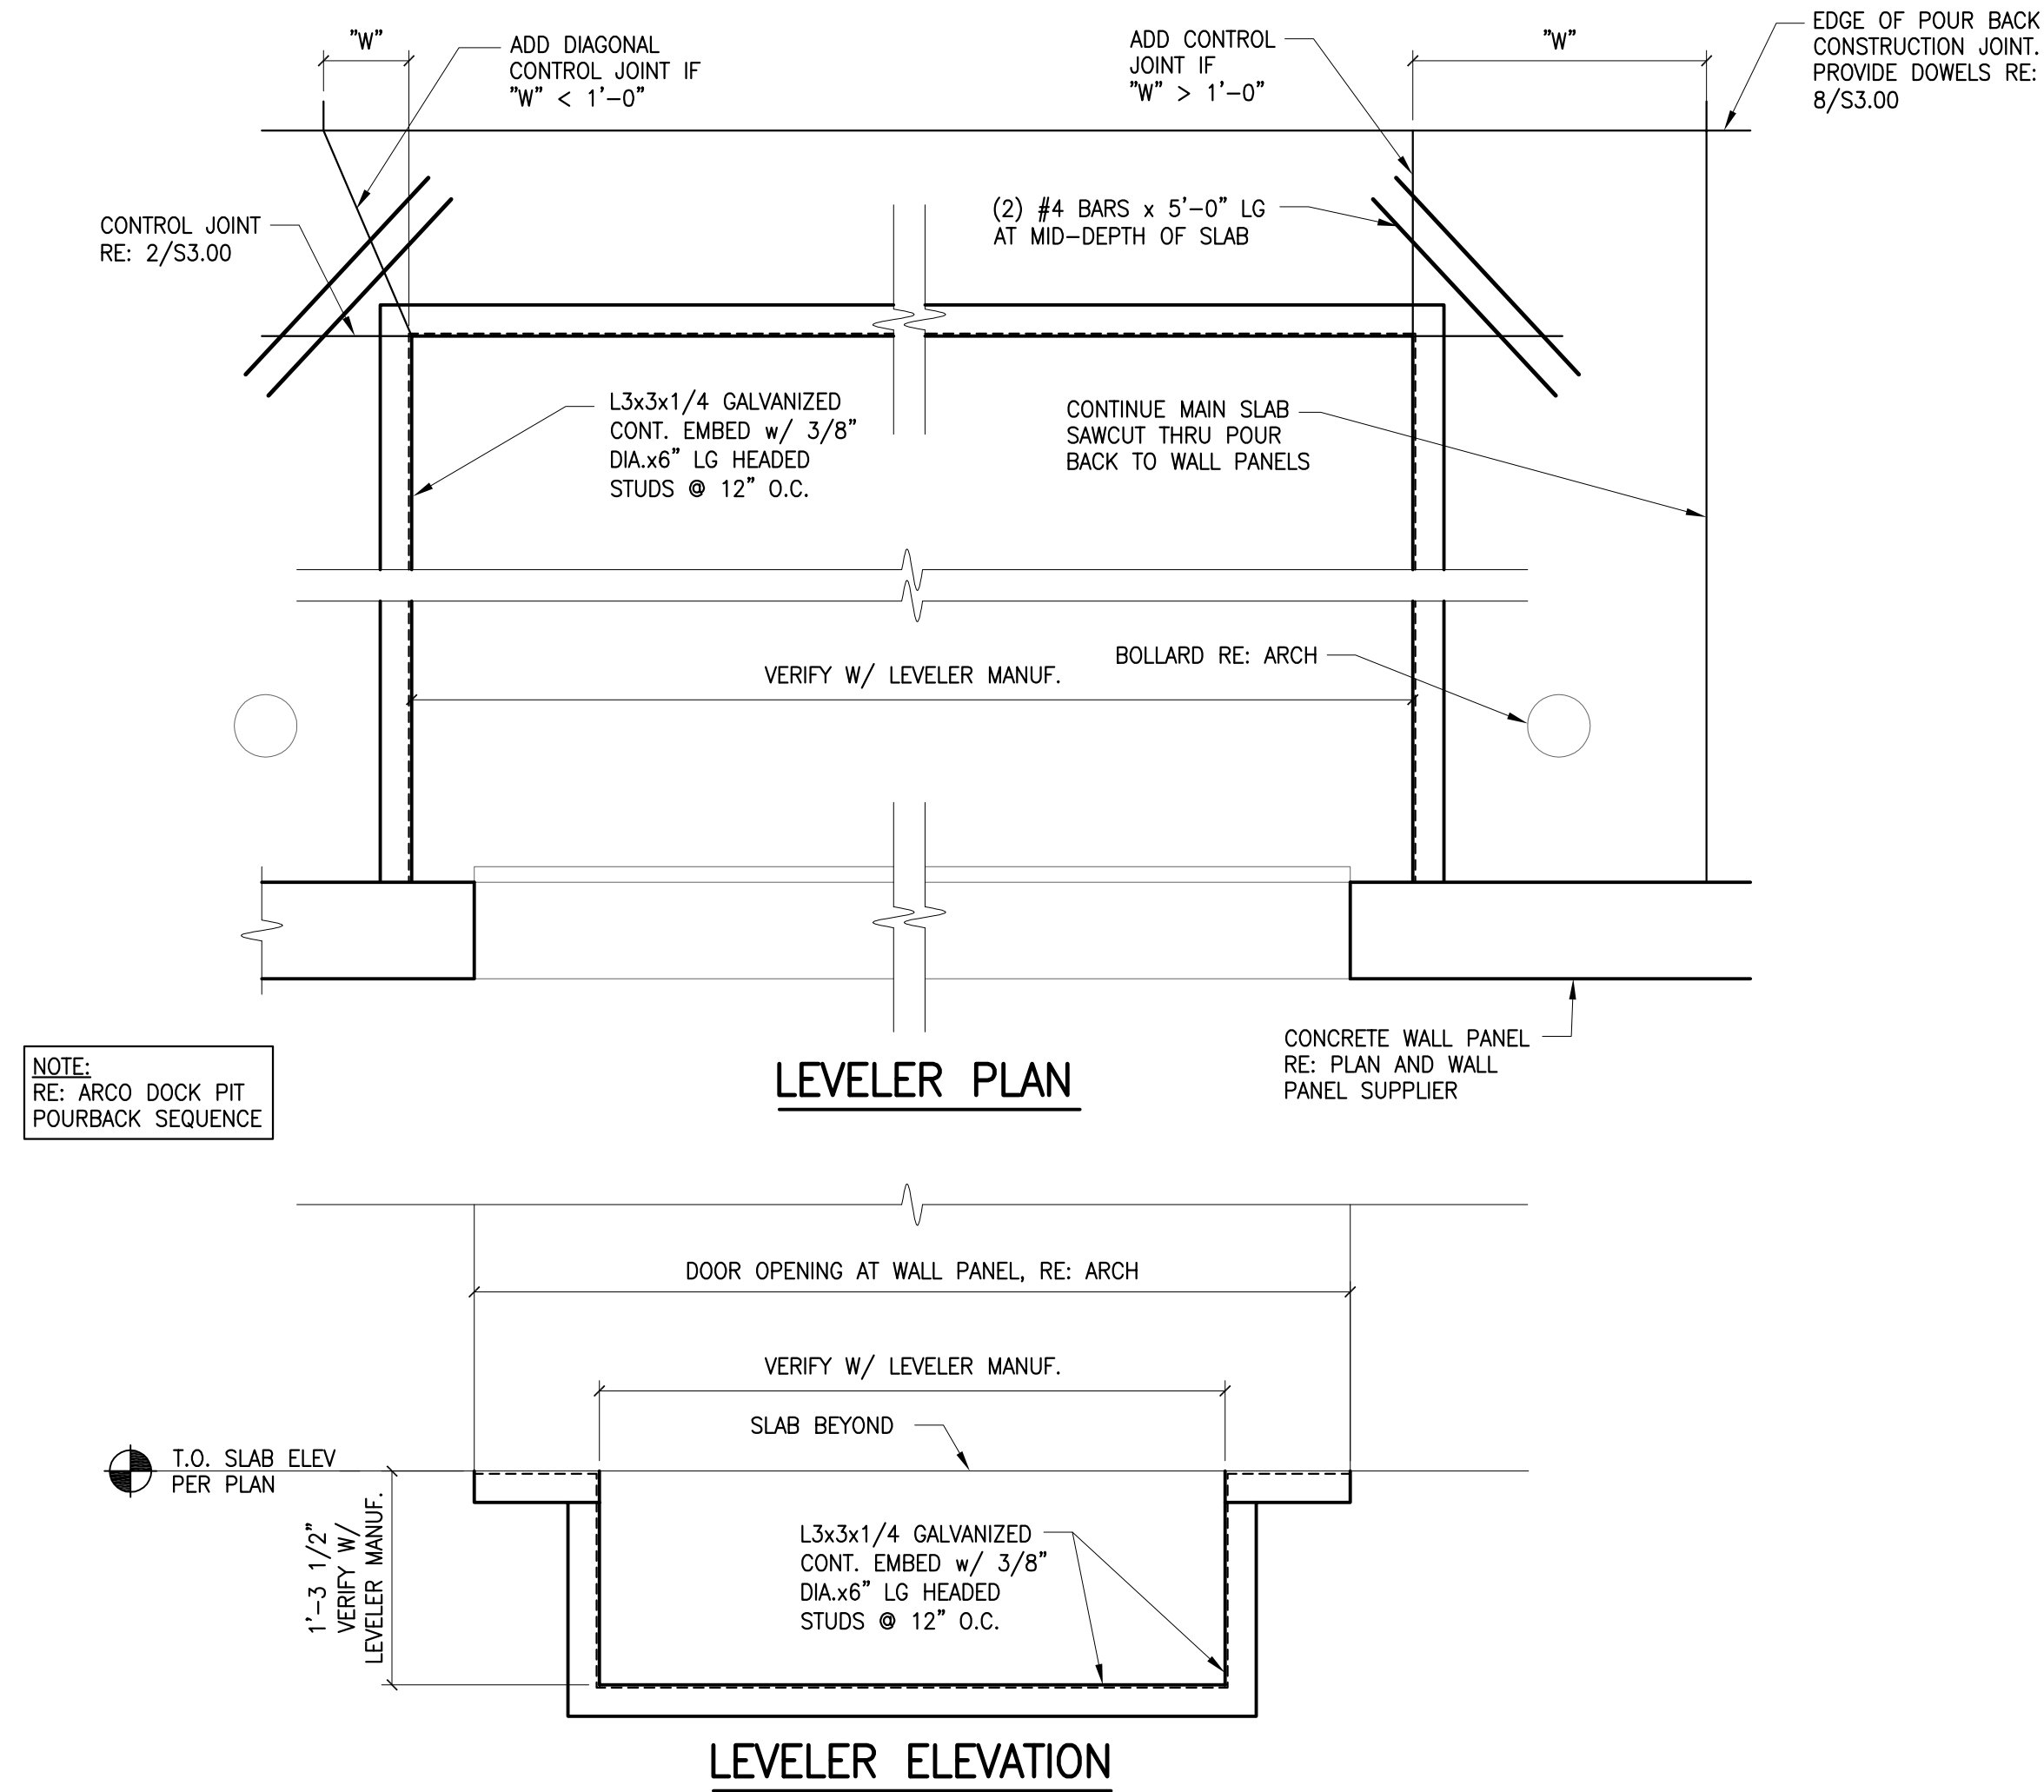 "W"
ADD DIAGONAL
CONTROL JOINT IF
"W" < 1'-0"
ADD CONTROL
JOINT IF
"W" > 1'-0"
"W"
EDGE OF POUR BACK
CONSTRUCTION JOINT.
PROVIDE DOWELS RE:
8/S3.00
CONTROL JOINT
RE: 2/S3.00
(2) #4 BARS x 5'-0" LG
AT MID-DEPTH OF SLAB
L3x3x1/4 GALVANIZED
CONT. EMBED w/ 3/8"
DIA.x6" LG HEADED
STUDS @ 12" O.C.
CONTINUE MAIN SLAB
SAWCUT THRU POUR
BACK TO WALL PANELS
VERIFY W/ LEVELER MANUF.
BOLLARD RE: ARCH
CONCRETE WALL PANEL
RE: PLAN AND WALL
PANEL SUPPLIER
LEVELER PLAN
NOTE:
RE: ARCO DOCK PIT
POURBACK SEQUENCE
DOOR OPENING AT WALL PANEL, RE: ARCH
VERIFY W/ LEVELER MANUF.
SLAB BEYOND
T.O. SLAB ELEV
PER PLAN
1'-3 1/2"
VERIFY W/
LEVELER MANUF.
L3x3x1/4 GALVANIZED
CONT. EMBED w/ 3/8"
DIA.x6" LG HEADED
STUDS @ 12" O.C.
LEVELER ELEVATION